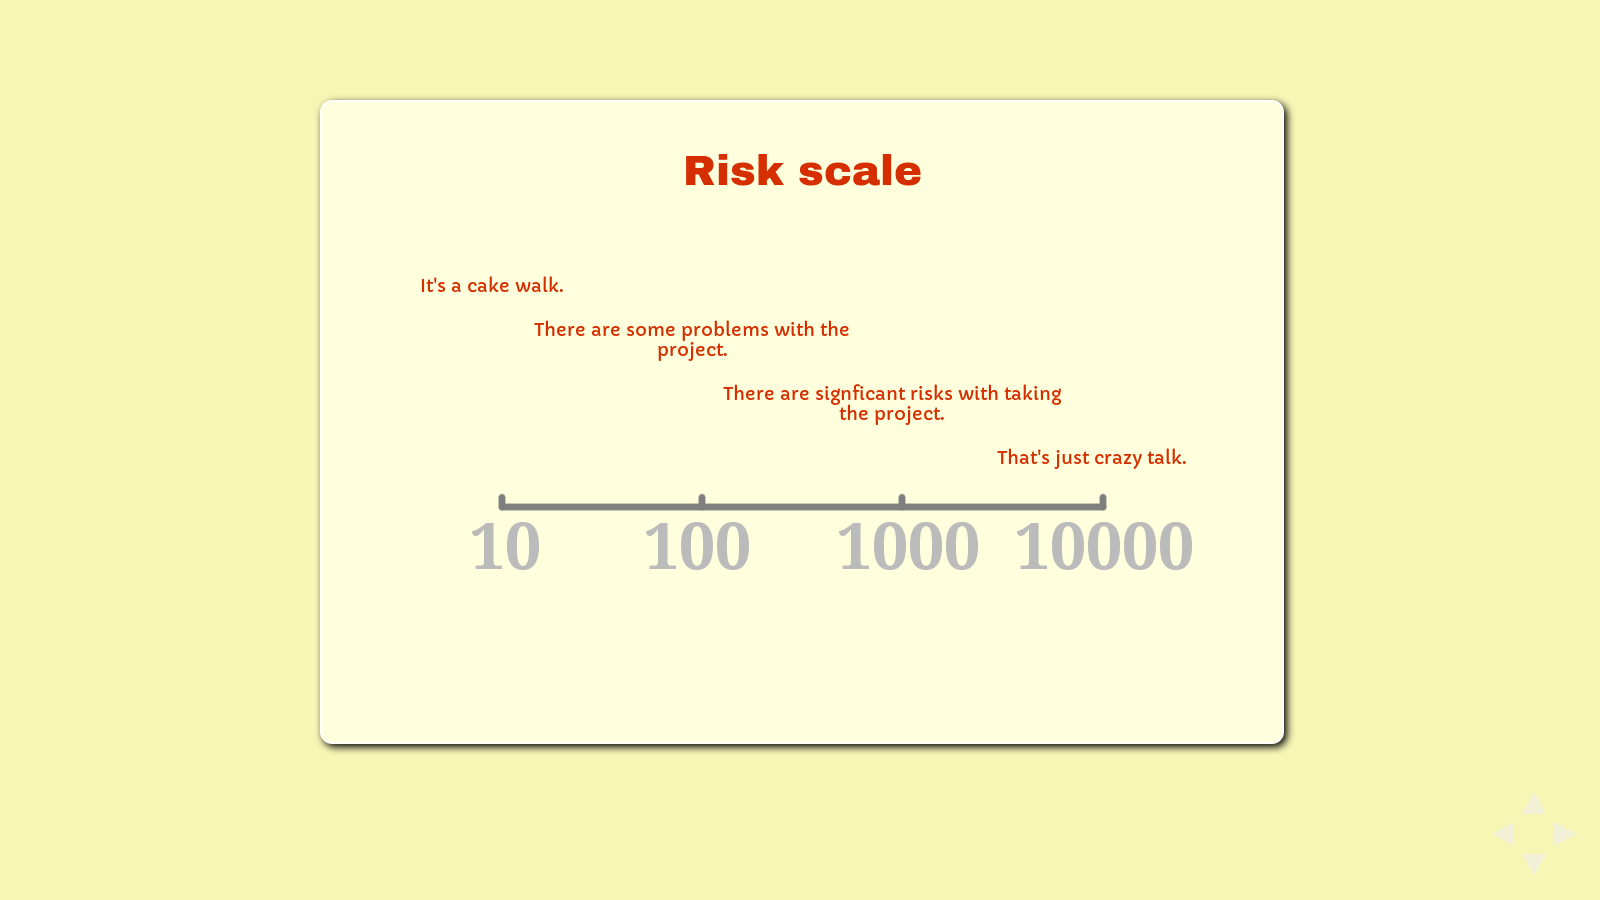 Risk scale
It's a cake walk.
There are some problems with the
project.
There are signficant risks with taking
the project.
That's just crazy talk.
10 100 1000 10000